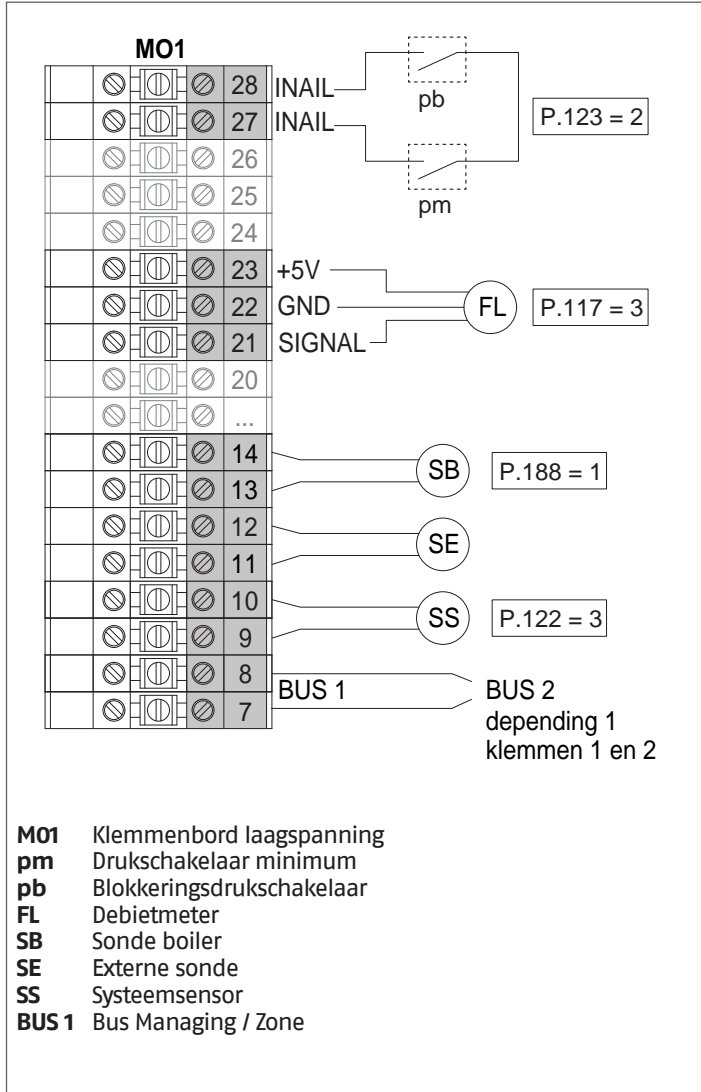 MO1
28 INAIL
pb
27 INAIL
P.123 = 2
26
25
pm
24
23 +5V
22 GND FL P.117 = 3
21 SIGNAL
20
...
14
SB P.188 = 1
13
12
SE
11
10
SS P.122 = 3
9
8
BUS 1 BUS 2
7
depending 1
klemmen 1 en 2
M01 Klemmenbord laagspanning
pm Drukschakelaar minimum
pb Blokkeringsdrukschakelaar
FL Debietmeter
SB Sonde boiler
SE Externe sonde
SS Systeemsensor
BUS 1 Bus Managing / Zone